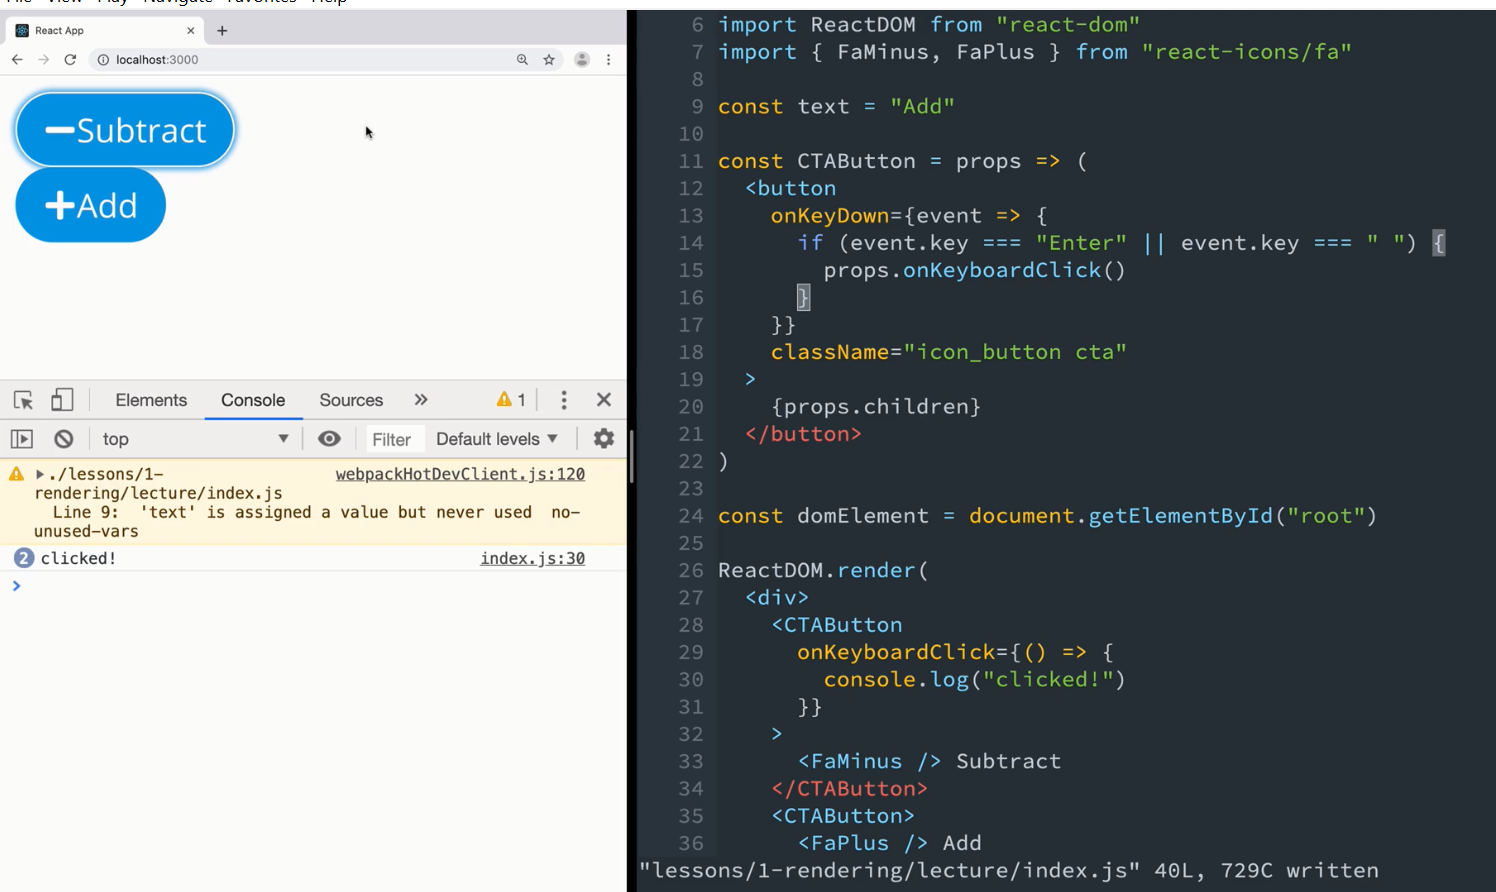 File View Play Navigate Favorites Help
React App
localhost:3000
Subtract
Add
Elements Console Sources » 1
top Filter Default levels
./lessons/1- webpackHotDevClient.js:120
rendering/lecture/index.js
Line 9: 'text' is assigned a value but never used no-
unused-vars
2 clicked! index.js:30
>
6 import ReactDOM from "react-dom"
7 import { FaMinus, FaPlus } from "react-icons/fa"
8
9 const text = "Add"
10
11 const CTAButton = props => (
12 <button
13 onKeyDown={event => {
14 if (event.key === "Enter" || event.key === " ") {
15 props.onKeyboardClick()
16 }
17 }}
18 className="icon_button cta"
19 >
20 {props.children}
21 </button>
22 )
23
24 const domElement = document.getElementById("root")
25
26 ReactDOM.render(
27 <div>
28 <CTAButton
29 onKeyboardClick={() => {
30 console.log("clicked!")
31 }}
32 >
33 <FaMinus /> Subtract
34 </CTAButton>
35 <CTAButton>
36 <FaPlus /> Add
"lessons/1-rendering/lecture/index.js" 40L, 729C written